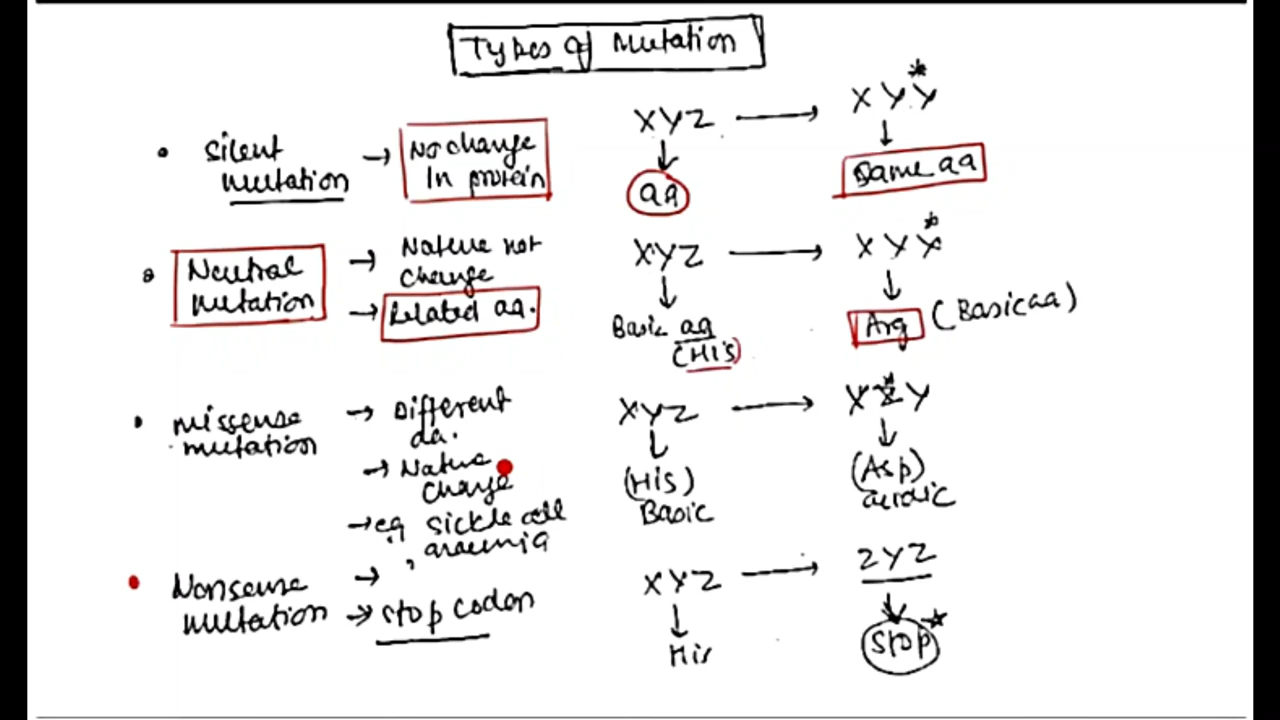 Types of Mutation
• Silent mutation → No change In protein XYZ → XYY*
↓ aa ↓ Same aa
• Neutral mutation → Nature not change XYZ → XYX*
→ Related aa. ↓ Basic aa (His) ↓ Arg (Basic aa)
• missense mutation → Different aa. XYZ → XZ*Y
→ Nature change ↓ (His) Basic ↓ (Asp) acidic
→ eg. sickle cell anaemia
• Nonsense mutation → XYZ → ZYZ
→ Stop codon ↓ His ↓ Stop*